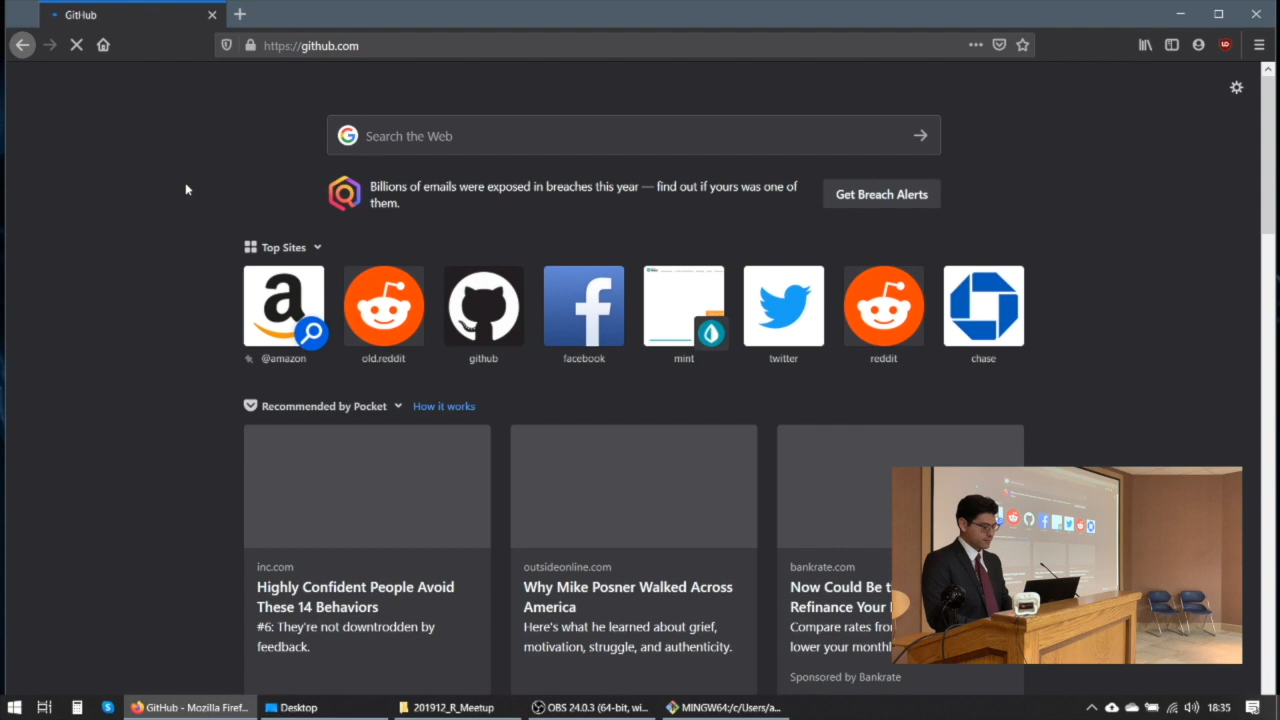 GitHub
https://github.com
Search the Web
Billions of emails were exposed in breaches this year — find out if yours was one of
them.
Get Breach Alerts
Top Sites
@amazon
old.reddit
github
facebook
mint
twitter
reddit
chase
Recommended by Pocket
How it works
inc.com
Highly Confident People Avoid
These 14 Behaviors
#6: They're not downtrodden by
feedback.
outsideonline.com
Why Mike Posner Walked Across
America
Here's what he learned about grief,
motivation, struggle, and authenticity.
bankrate.com
Now Could Be t
Refinance Your
Compare rates fro
lower your monthl
Sponsored by Bankrate
GitHub - Mozilla Firef...
Desktop
201912_R_Meetup
OBS 24.0.3 (64-bit, wi...
MINGW64:/c/Users/a...
18:35